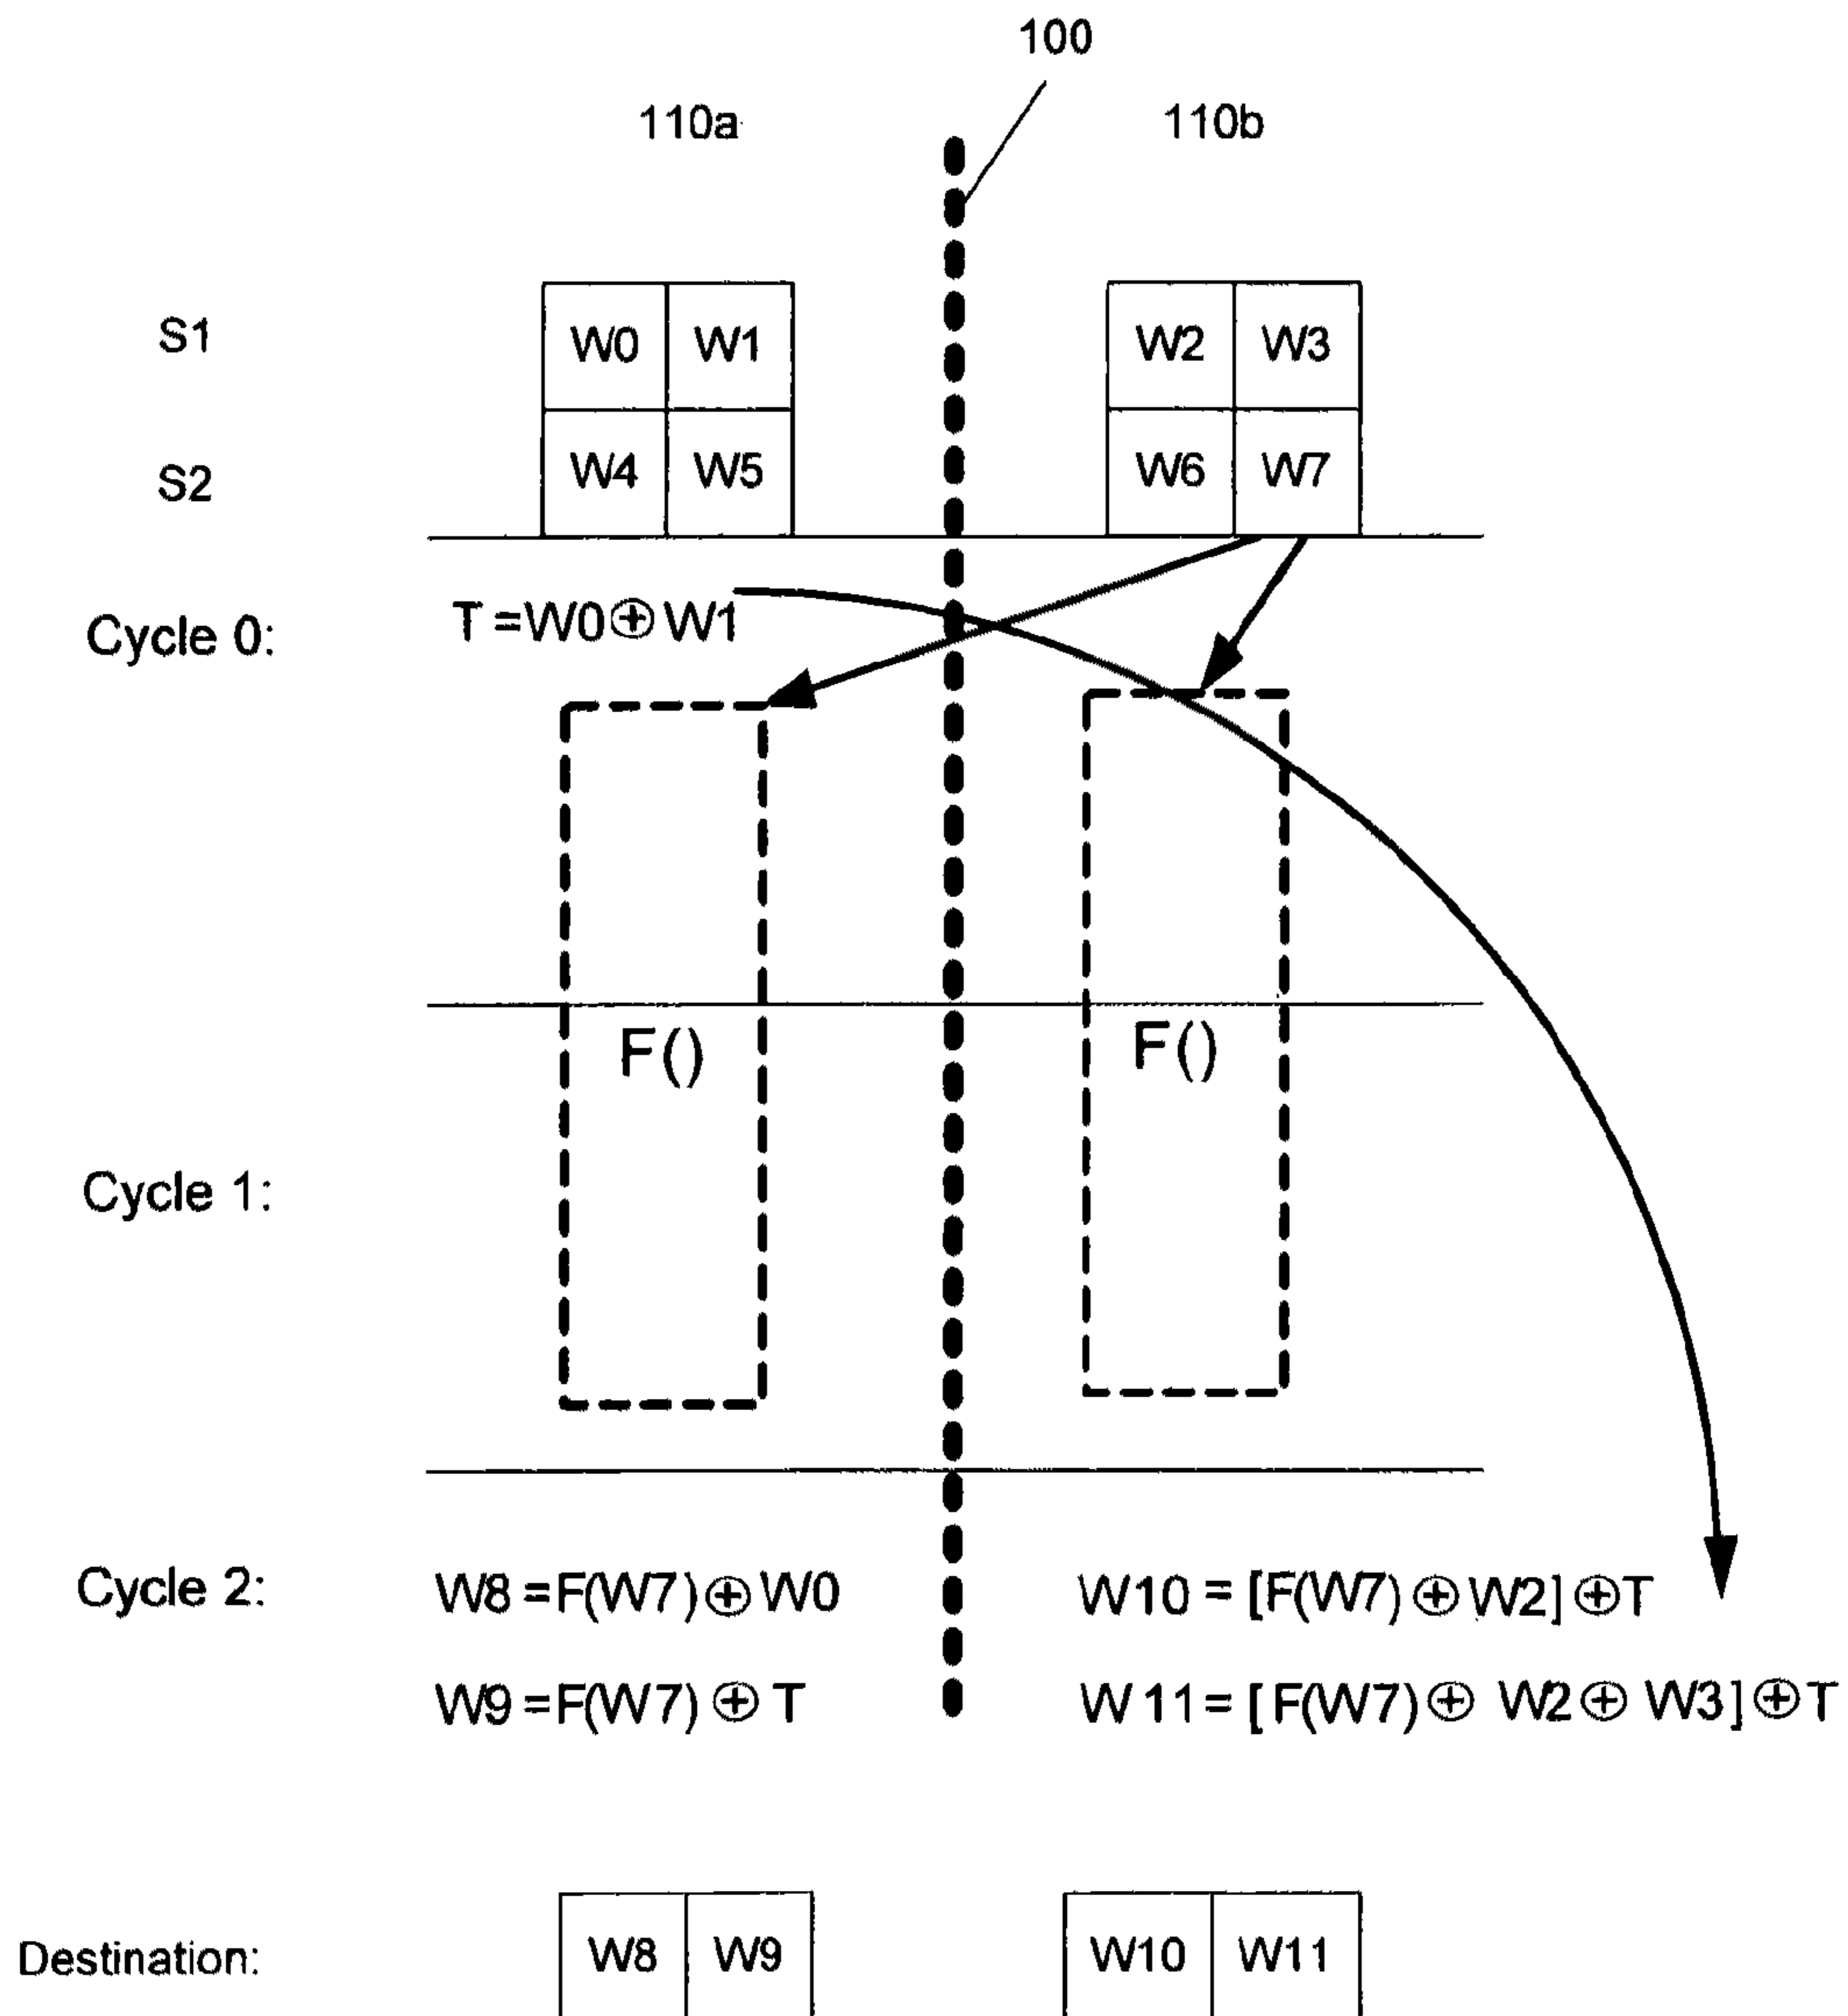 100
110a 110b
S1 W0 W1 W2 W3
S2 W4 W5 W6 W7
Cycle 0: T=W0⊕W1
F() F()
Cycle 1:
Cycle 2: W8=F(W7)⊕W0 W10=[F(W7)⊕W2]⊕T
W9=F(W7)⊕T W11=[F(W7)⊕W2⊕W3]⊕T
Destination: W8 W9 W10 W11